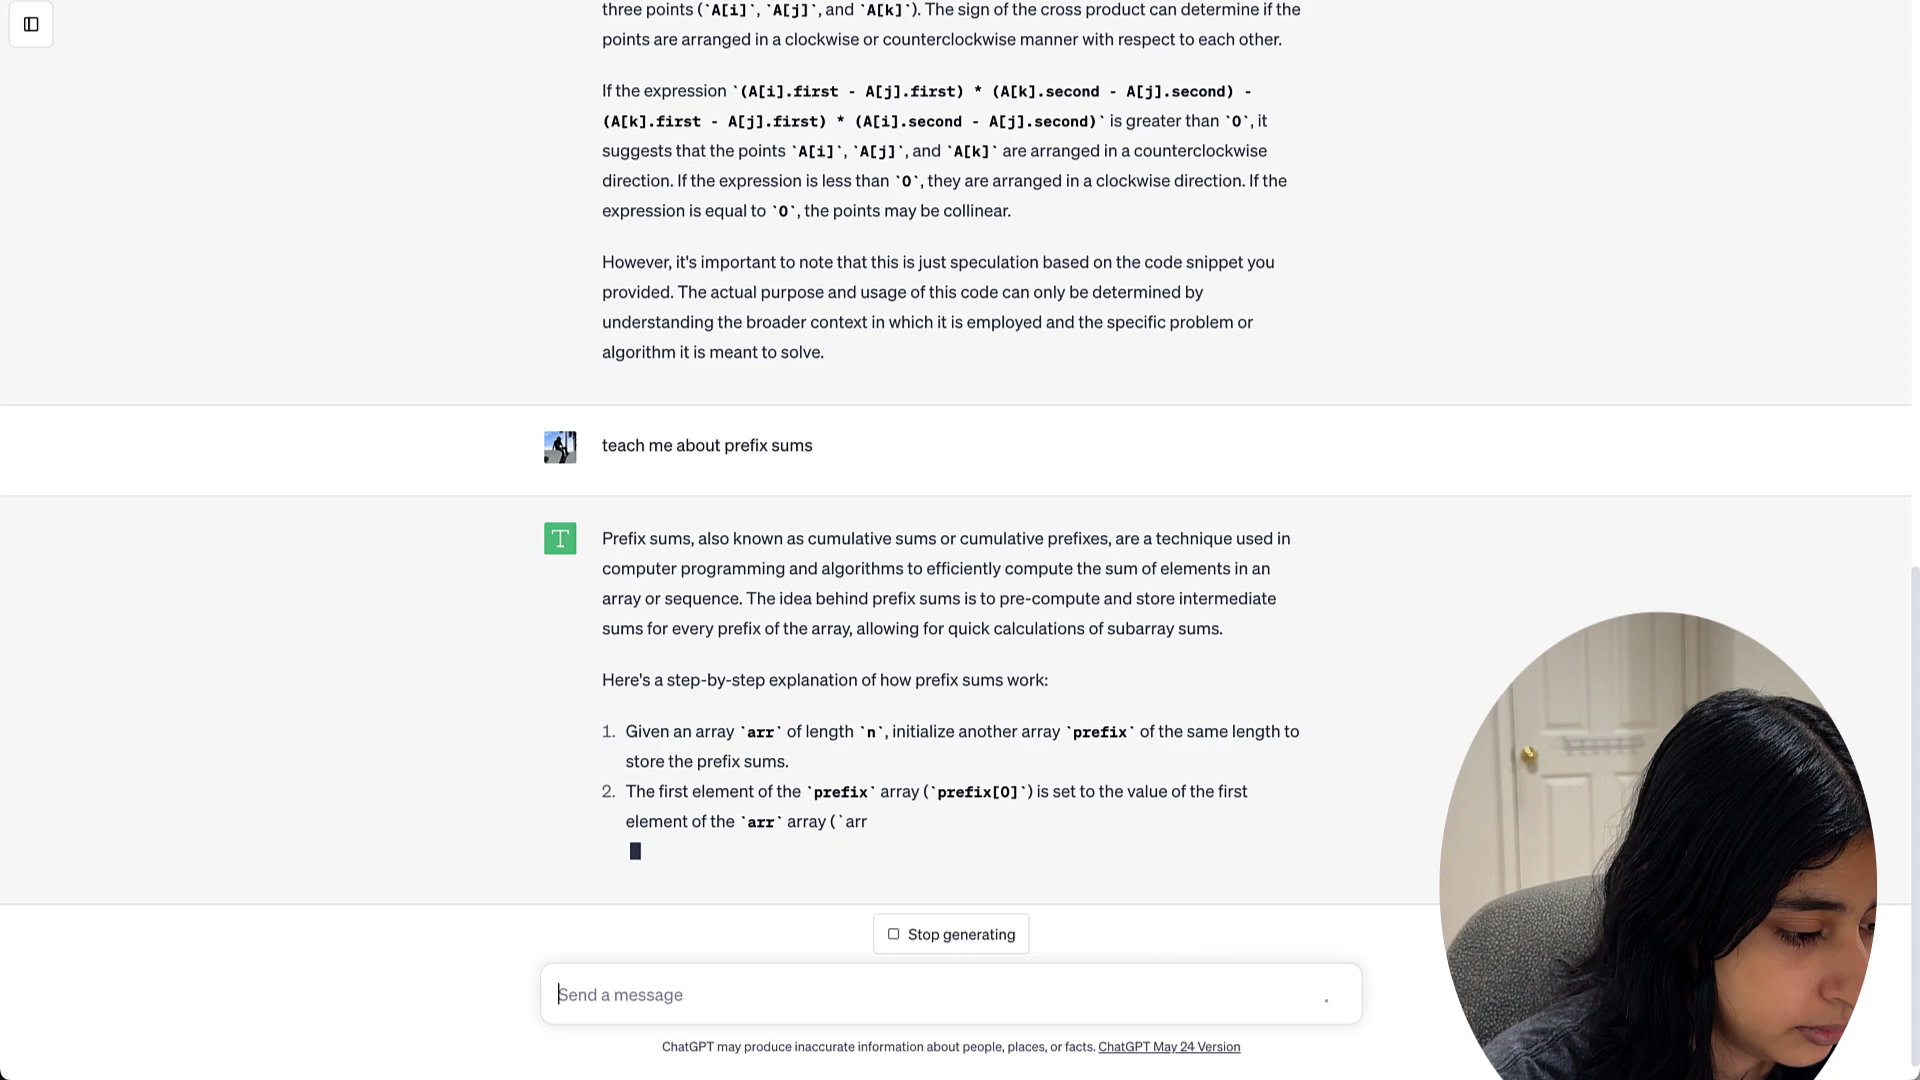 three points (`A[i]`, `A[j]`, and `A[k]`). The sign of the cross product can determine if the
points are arranged in a clockwise or counterclockwise manner with respect to each other.
If the expression `(A[i].first - A[j].first) * (A[k].second - A[j].second) -
(A[k].first - A[j].first) * (A[i].second - A[j].second)` is greater than `0`, it
suggests that the points `A[i]`, `A[j]`, and `A[k]` are arranged in a counterclockwise
direction. If the expression is less than `0`, they are arranged in a clockwise direction. If the
expression is equal to `0`, the points may be collinear.
However, it's important to note that this is just speculation based on the code snippet you
provided. The actual purpose and usage of this code can only be determined by
understanding the broader context in which it is employed and the specific problem or
algorithm it is meant to solve.
teach me about prefix sums
T
Prefix sums, also known as cumulative sums or cumulative prefixes, are a technique used in
computer programming and algorithms to efficiently compute the sum of elements in an
array or sequence. The idea behind prefix sums is to pre-compute and store intermediate
sums for every prefix of the array, allowing for quick calculations of subarray sums.
Here's a step-by-step explanation of how prefix sums work:
1. Given an array `arr` of length `n`, initialize another array `prefix` of the same length to
store the prefix sums.
2. The first element of the `prefix` array (`prefix[0]`) is set to the value of the first
element of the `arr` array (`arr
Stop generating
Send a message
ChatGPT may produce inaccurate information about people, places, or facts. ChatGPT May 24 Version